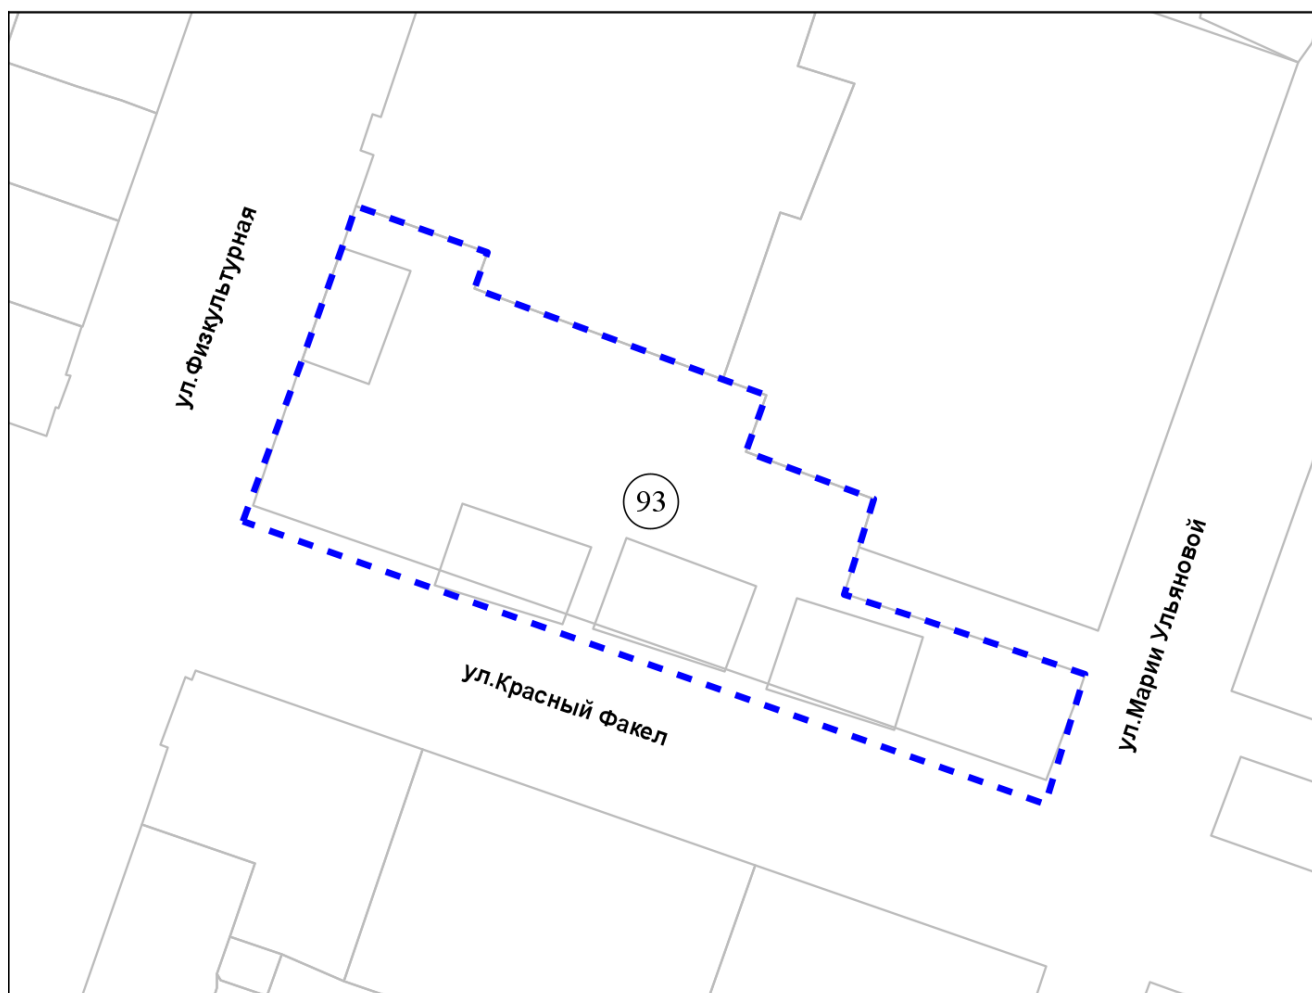 ул.Физкультурная
93
ул.Красный Факел
ул.Марии Ульяновой